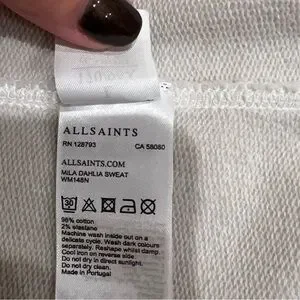 ALLSAINTS
RN 128793 CA 58080
ALLSAINTS.COM
MILA DAHLIA SWEAT
WM148N
30
98% cotton
2% elastane
Machine wash inside out on a
delicate cycle. Wash dark colours
separately. Reshape whilst damp.
Cool iron on reverse side.
Do not dry in direct sunlight.
Do not dry clean.
Made in Portugal